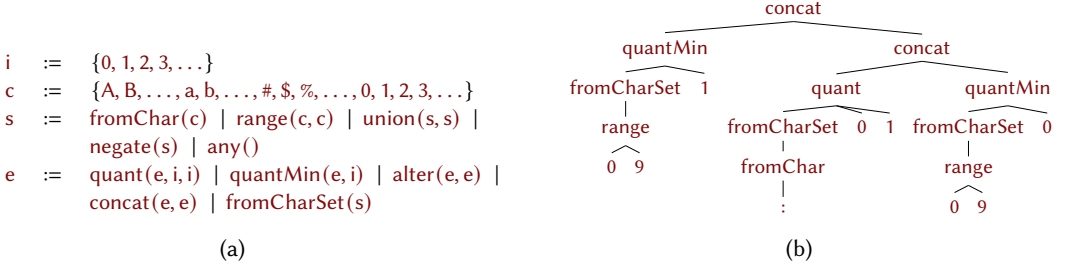 i := {0, 1, 2, 3, . . .}
c := {A, B, . . . , a, b, . . . , #, $, %, . . . , 0, 1, 2, 3, . . .}
s := fromChar(c) | range(c, c) | union(s, s) |
negate(s) | any()
e := quant(e, i, i) | quantMin(e, i) | alter(e, e) |
concat(e, e) | fromCharSet(s)
(a)
concat
quantMin concat
fromCharSet 1 quant quantMin
range fromCharSet 0 1 fromCharSet 0
0 9 fromChar range
: 0 9
(b)